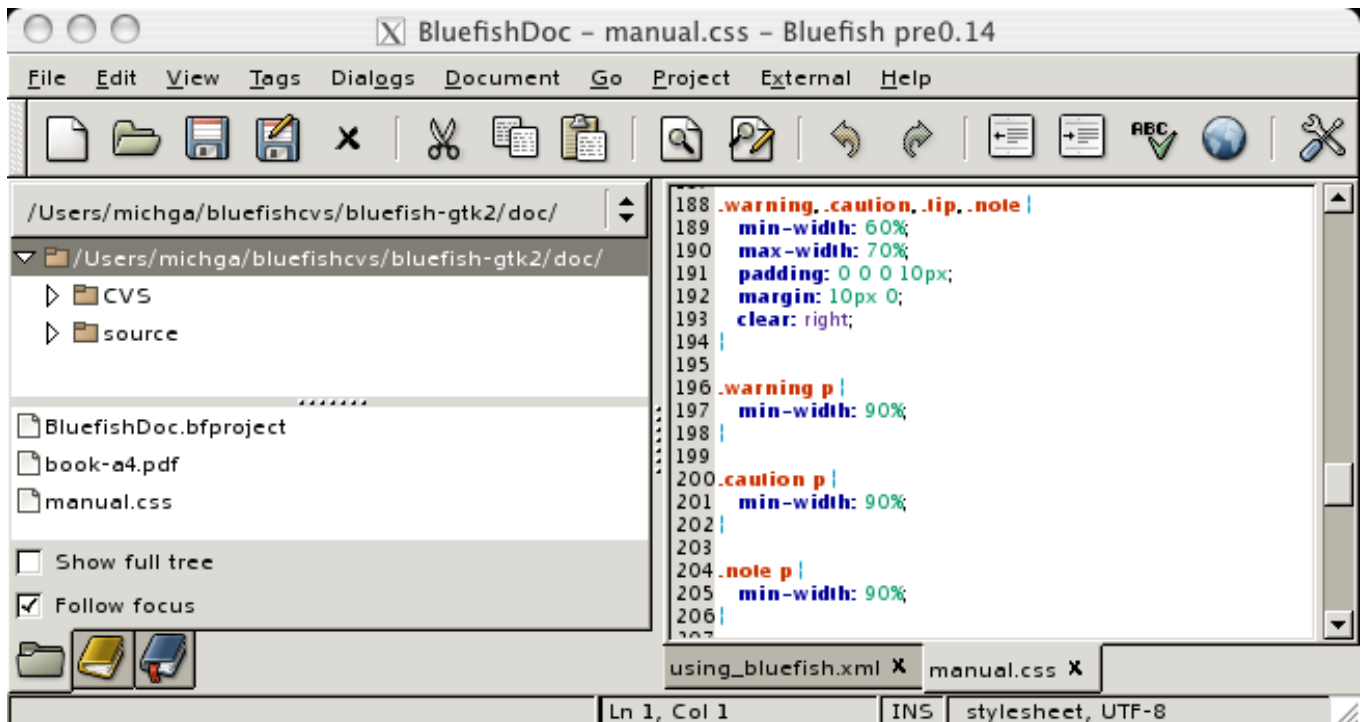 BluefishDoc – manual.css – Bluefish pre0.14
File Edit View Tags Dialogs Document Go Project External Help
ABC
/Users/michga/bluefishcvs/bluefish-gtk2/doc/
/Users/michga/bluefishcvs/bluefish-gtk2/doc/
CVS
source
BluefishDoc.bfproject
book-a4.pdf
manual.css
Show full tree
Follow focus
188 .warning, .caution, .tip, .note {
189 min-width: 60%;
190 max-width: 70%;
191 padding: 0 0 0 10px;
192 margin: 10px 0;
193 clear: right;
194 }
195
196 .warning p {
197 min-width: 90%;
198 }
199
200 .caution p {
201 min-width: 90%;
202 }
203
204 .note p {
205 min-width: 90%;
206 }
using_bluefish.xml x manual.css x
Ln 1, Col 1 INS stylesheet, UTF-8